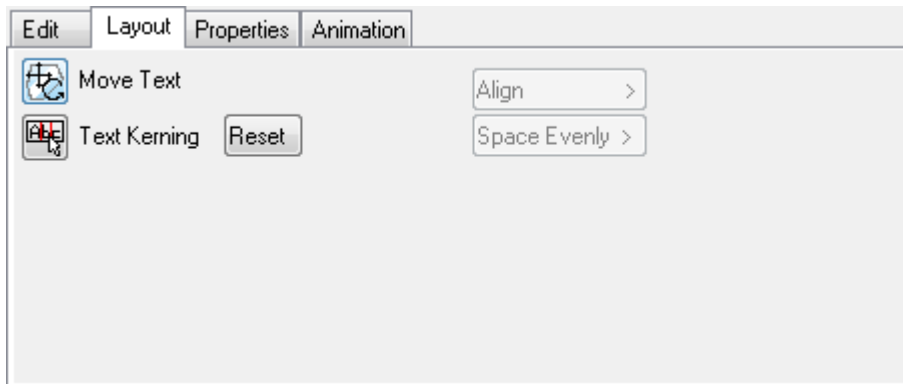 Edit Layout Properties Animation
Move Text Align >
Text Kerning Reset Space Evenly >